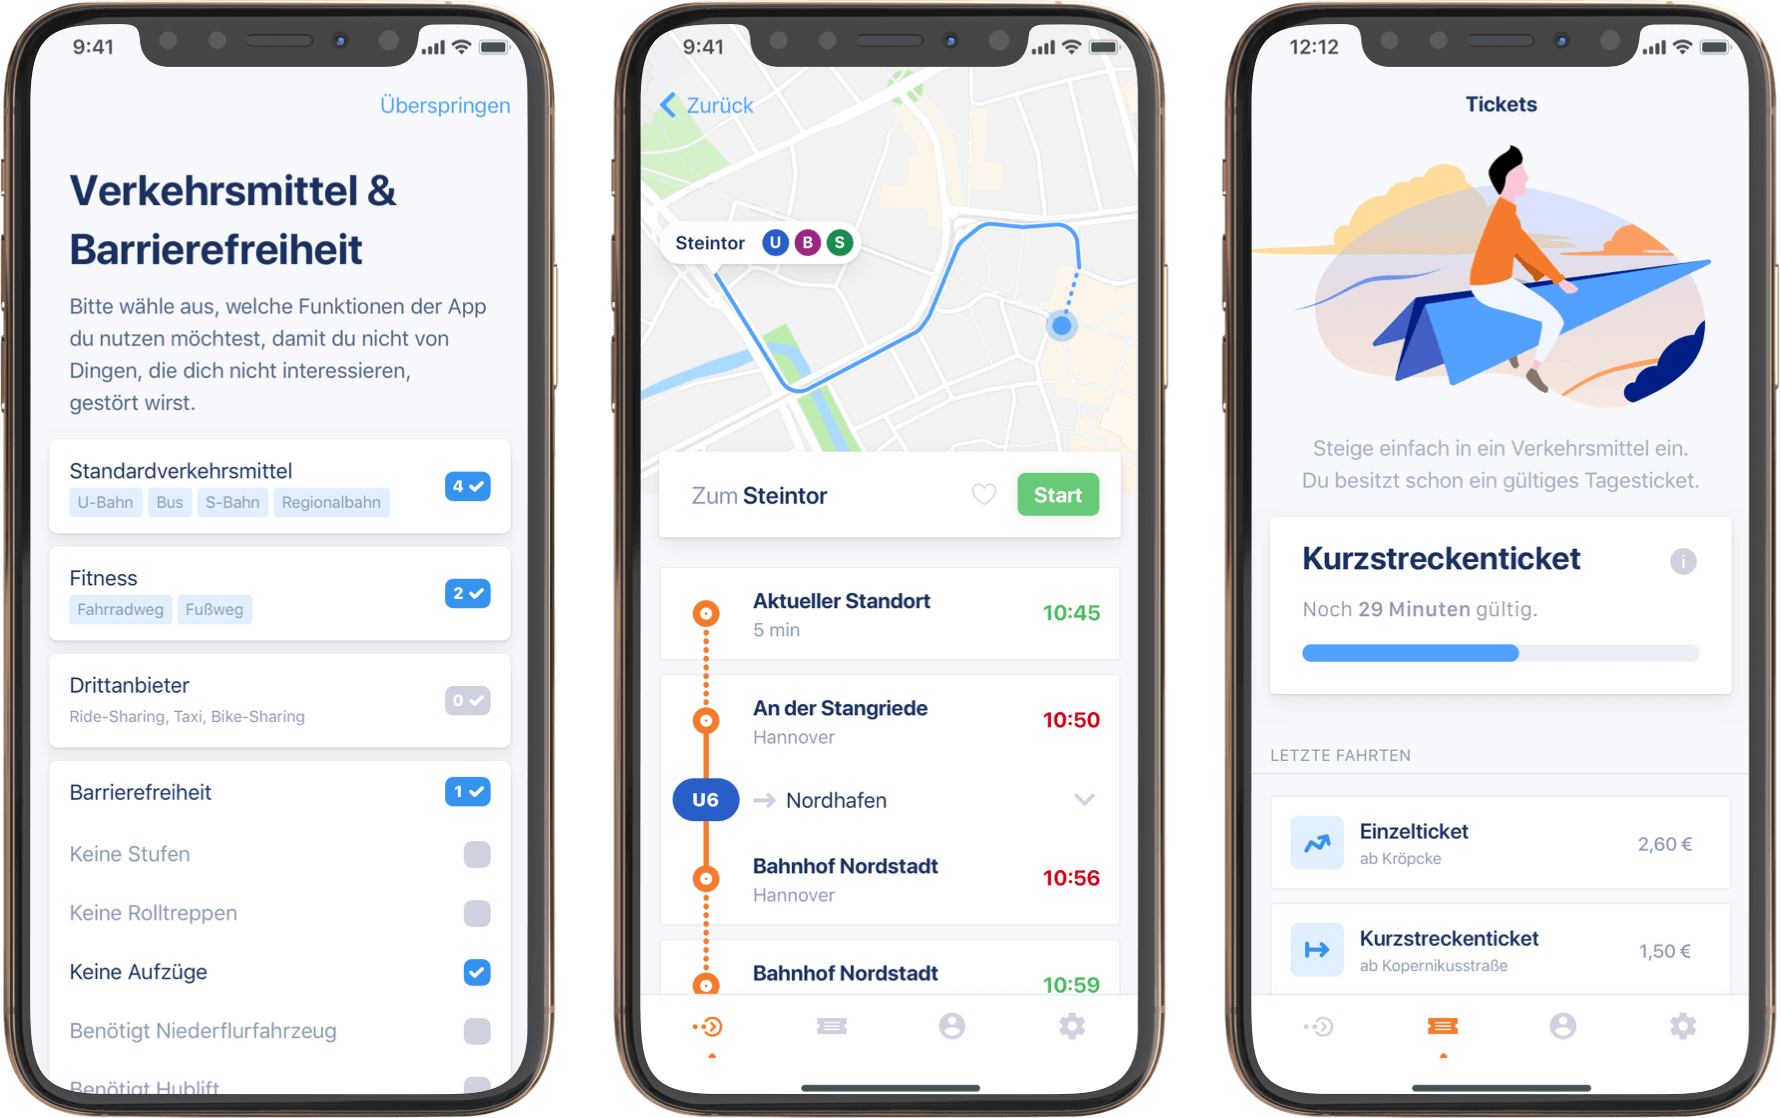 9:41
Überspringen
Verkehrsmittel &
Barrierefreiheit
Bitte wähle aus, welche Funktionen der App
du nutzen möchtest, damit du nicht von
Dingen, die dich nicht interessieren,
gestört wirst.
Standardverkehrsmittel
4
U-Bahn Bus S-Bahn Regionalbahn
Fitness
2
Fahrradweg Fußweg
Drittanbieter
0
Ride-Sharing, Taxi, Bike-Sharing
Barrierefreiheit
1
Keine Stufen
Keine Rolltreppen
Keine Aufzüge
Benötigt Niederflurfahrzeug
Benötigt Hublift
9:41
Zurück
Steintor U B S
Zum Steintor
Start
Aktueller Standort
10:45
5 min
An der Stangriede
10:50
Hannover
U6 → Nordhafen
Bahnhof Nordstadt
10:56
Hannover
Bahnhof Nordstadt
10:59
12:12
Tickets
Steige einfach in ein Verkehrsmittel ein.
Du besitzt schon ein gültiges Tagesticket.
Kurzstreckenticket
i
Noch 29 Minuten gültig.
LETZTE FAHRTEN
Einzelticket
2,60 €
ab Kröpcke
Kurzstreckenticket
1,50 €
ab Kopernikusstraße